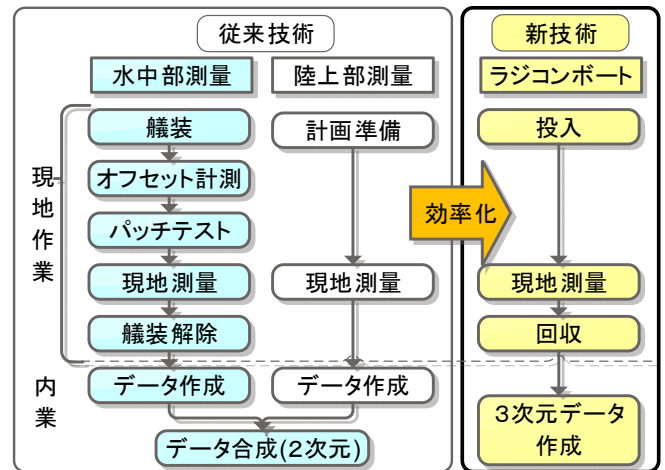 従来技術
新技術
水中部測量
陸上部測量
ラジコンボート
艤装
計画準備
投入
オフセット計測
現地作業
パッチテスト
効率化
現地測量
現地測量
現地測量
艤装解除
回収
内業
データ作成
データ作成
3次元データ
作成
データ合成(2次元)